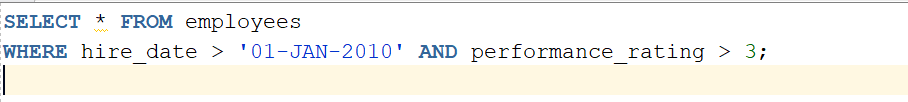 SELECT * FROM employees
WHERE hire_date > '01-JAN-2010' AND performance_rating > 3;